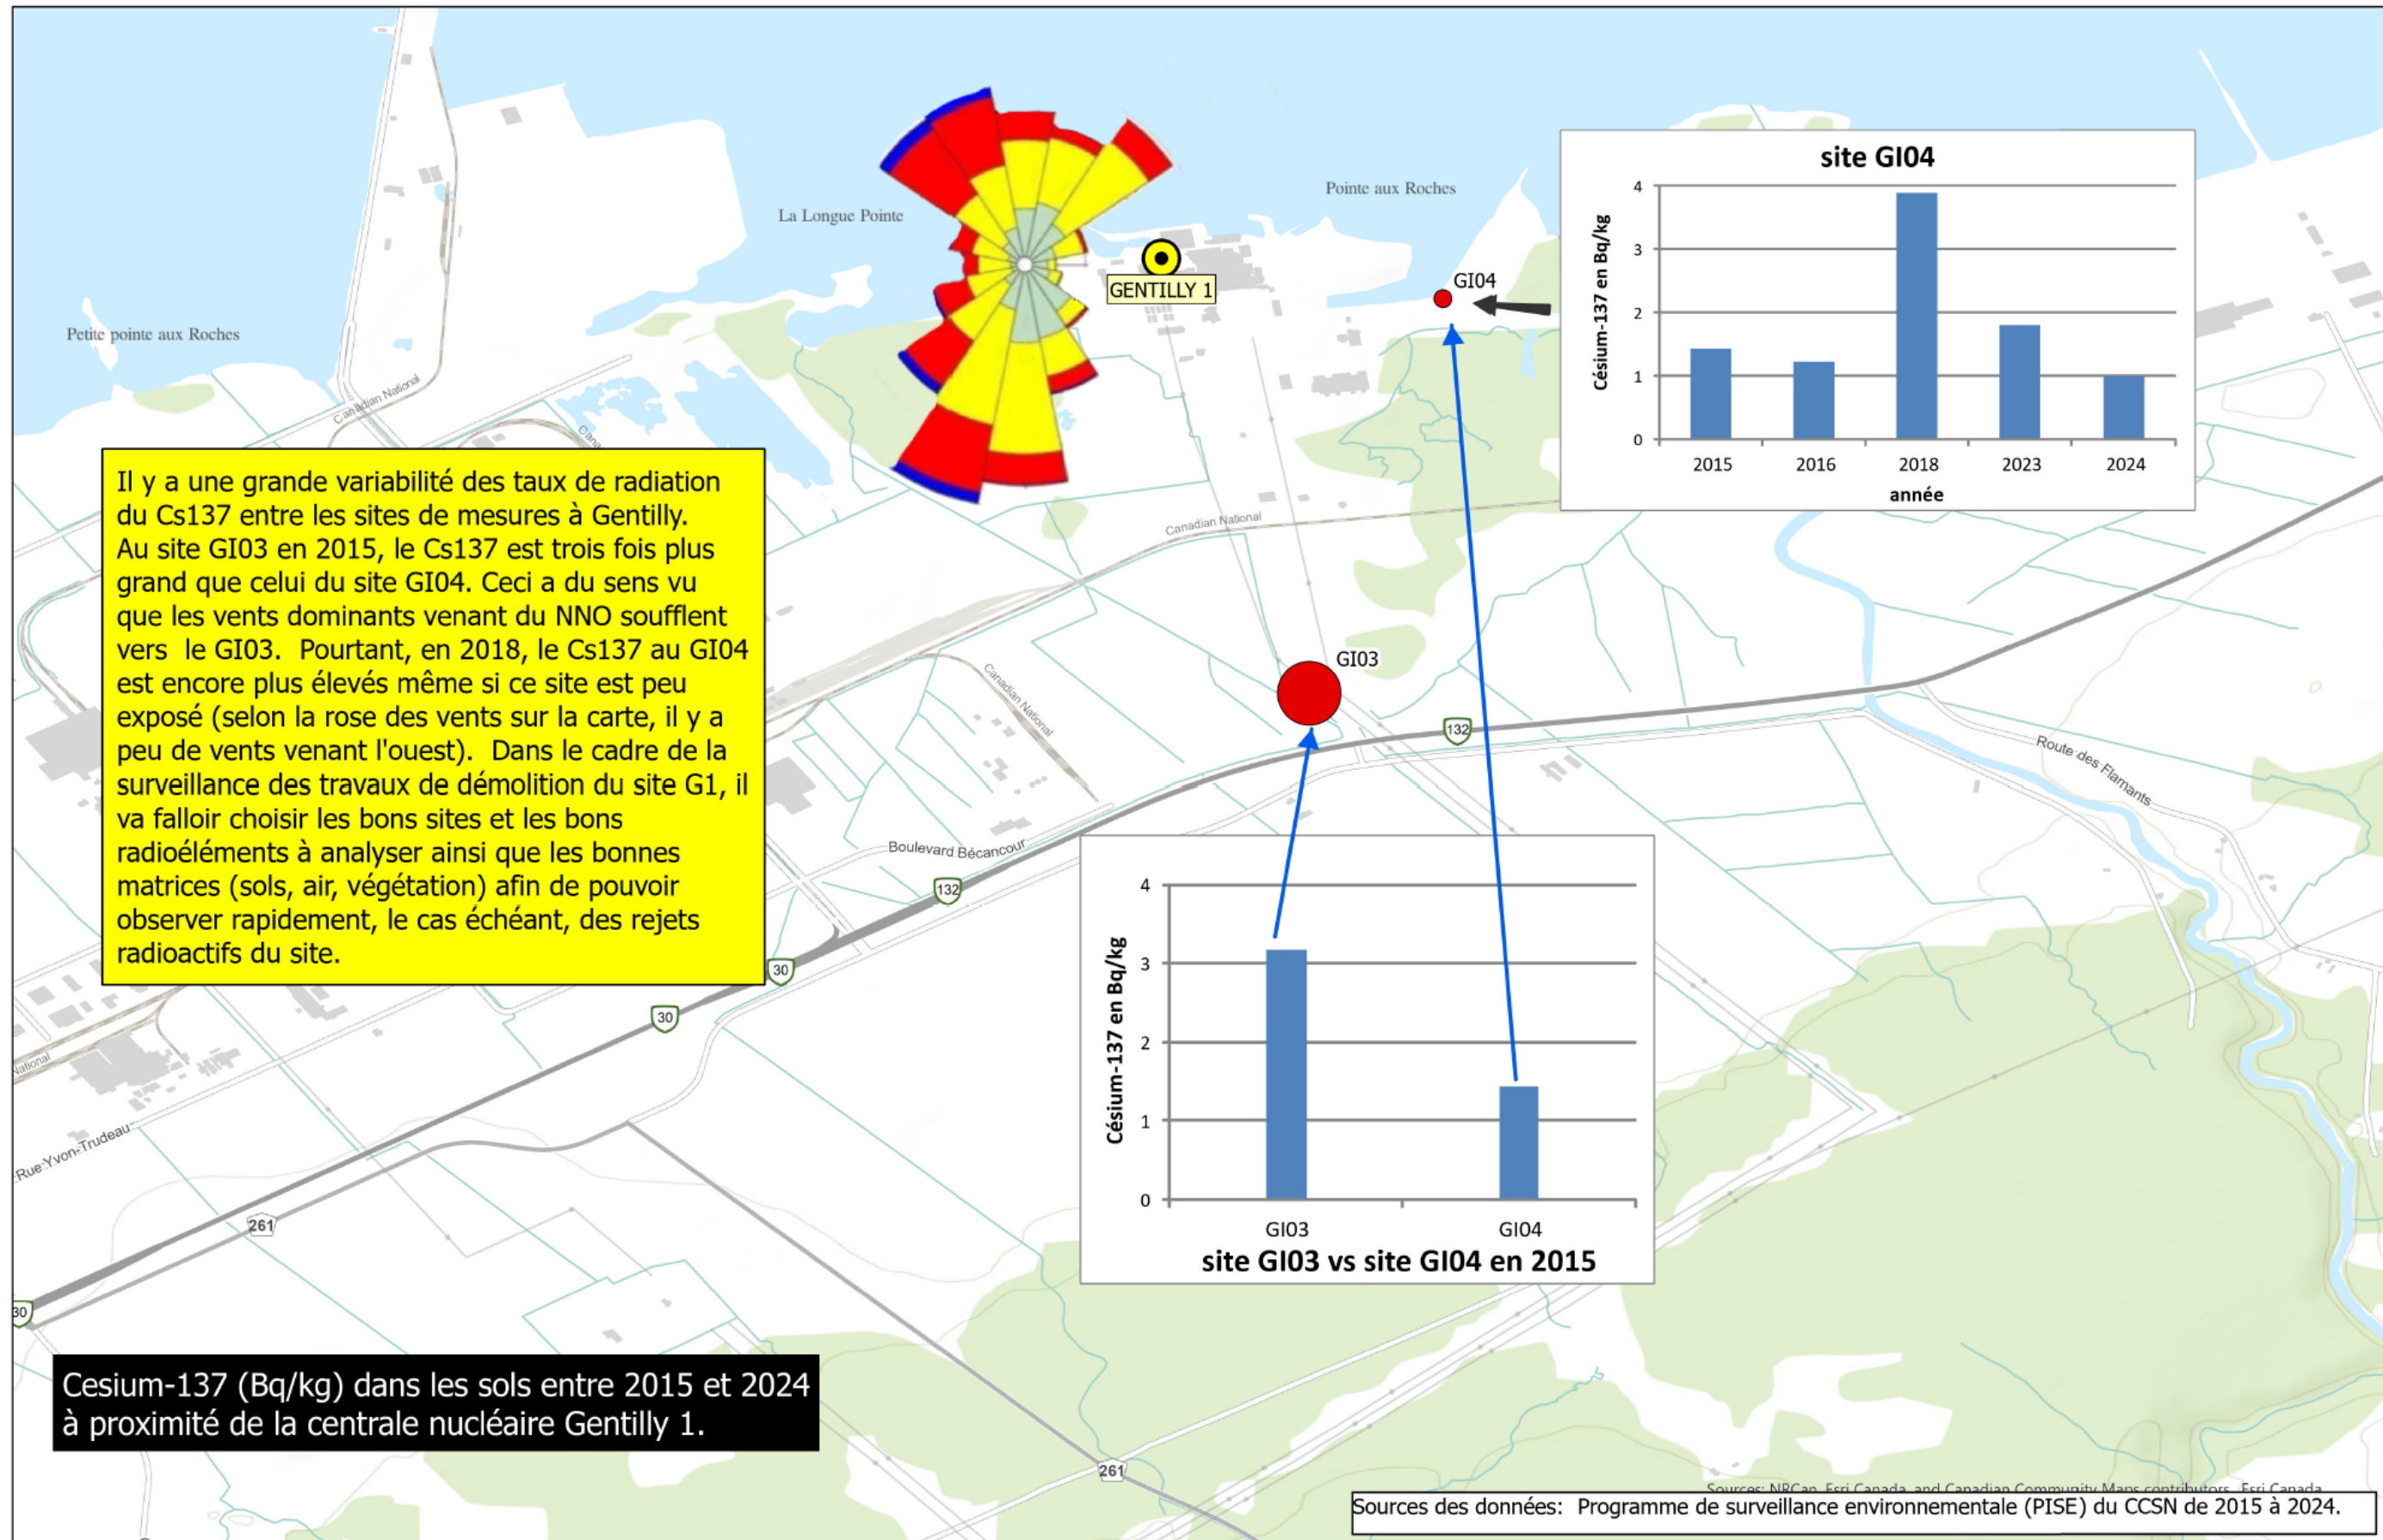 Petite pointe aux Roches
La Longue Pointe
Pointe aux Roches
GENTILLY 1
GI04
GI03
site GI04
Césium-137 en Bq/kg
4
3
2
1
0
2015 2016 2018 2023 2024
année
Canadian National
Canadian National
Canadian National
Il y a une grande variabilité des taux de radiation
du Cs137 entre les sites de mesures à Gentilly.
Au site GI03 en 2015, le Cs137 est trois fois plus
grand que celui du site GI04. Ceci a du sens vu
que les vents dominants venant du NNO soufflent
vers le GI03. Pourtant, en 2018, le Cs137 au GI04
est encore plus élevés même si ce site est peu
exposé (selon la rose des vents sur la carte, il y a
peu de vents venant l'ouest). Dans le cadre de la
surveillance des travaux de démolition du site G1, il
va falloir choisir les bons sites et les bons
radioéléments à analyser ainsi que les bonnes
matrices (sols, air, végétation) afin de pouvoir
observer rapidement, le cas échéant, des rejets
radioactifs du site.
132
Route des Flamants
Boulevard Bécancour
132
30
30
National
Rue Yvon-Trudeau
261
30
261
Césium-137 en Bq/kg
4
3
2
1
0
GI03 GI04
site GI03 vs site GI04 en 2015
Cesium-137 (Bq/kg) dans les sols entre 2015 et 2024
à proximité de la centrale nucléaire Gentilly 1.
Sources: NRCan, Esri Canada, and Canadian Community Maps contributors., Esri Canada
Sources des données: Programme de surveillance environnementale (PISE) du CCSN de 2015 à 2024.